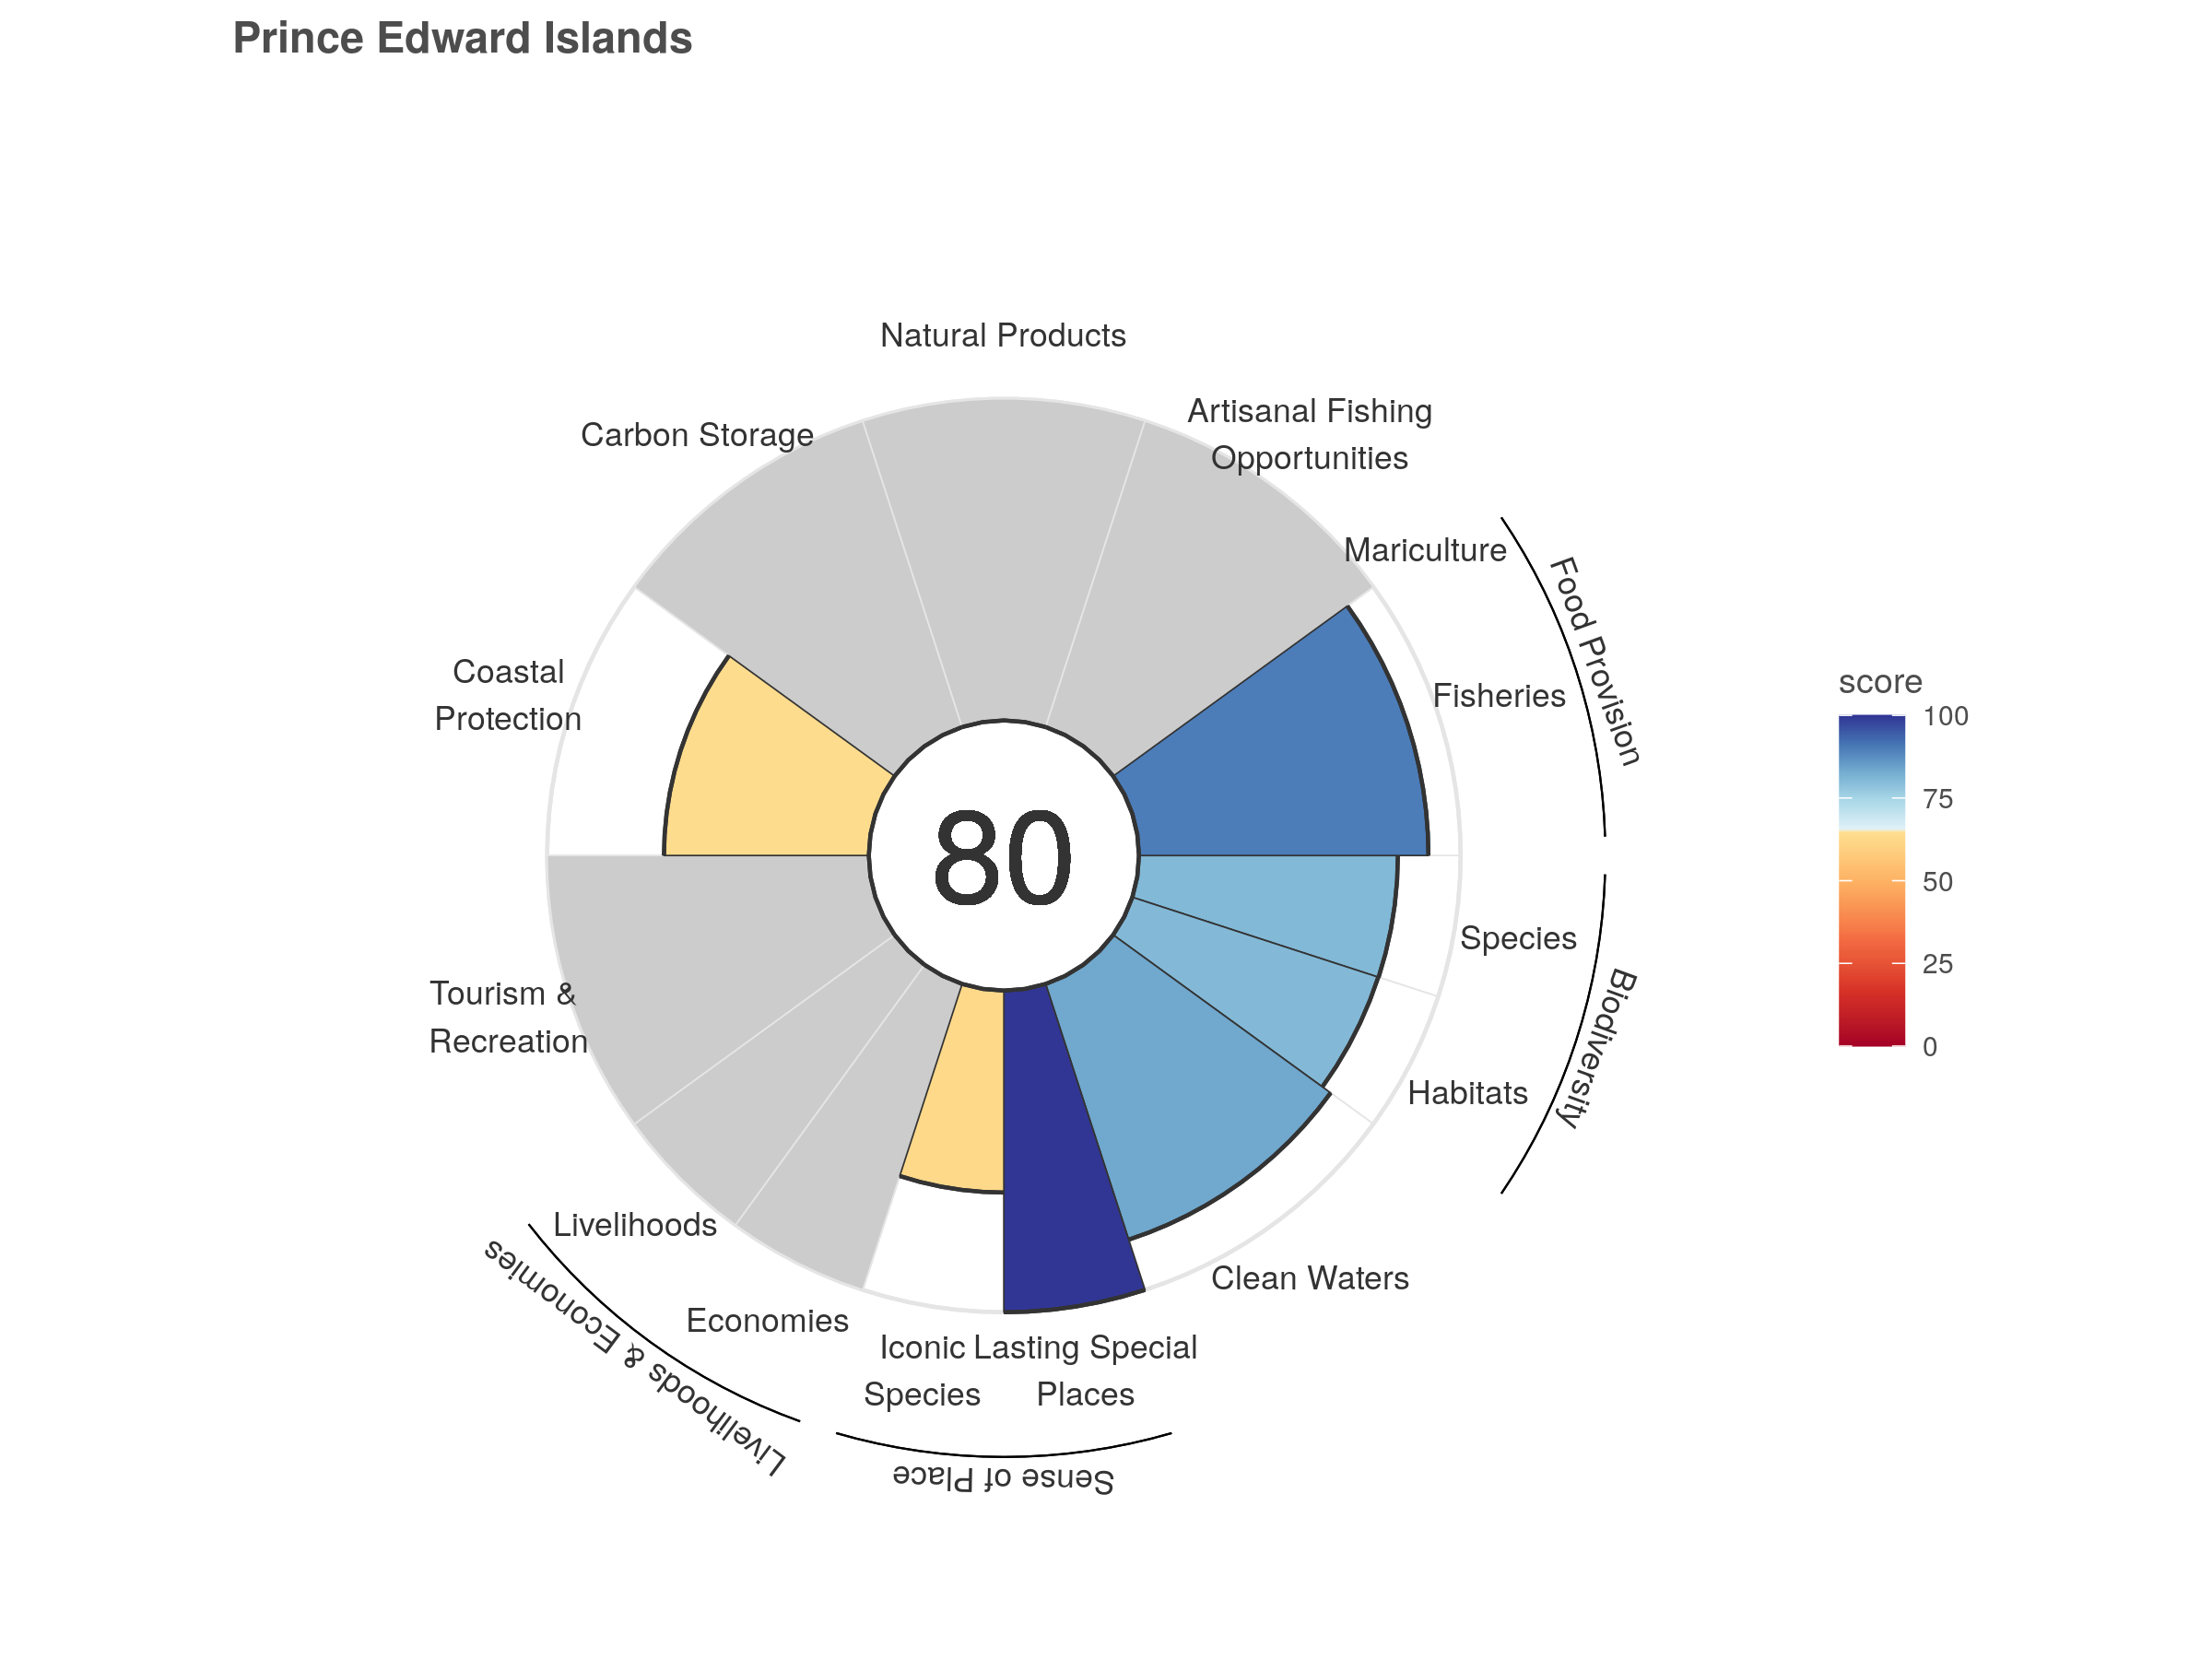 Prince Edward Islands
Natural Products
Artisanal Fishing
Opportunities
Carbon Storage
Mariculture
Food Provision
Fisheries
Coastal
Protection
80
score
100
75
50
25
0
Species
Biodiversity
Habitats
Tourism &
Recreation
Livelihoods
Clean Waters
Economies
Livelihoods & Economies
Iconic
Species
Lasting Special
Places
Sense of Place